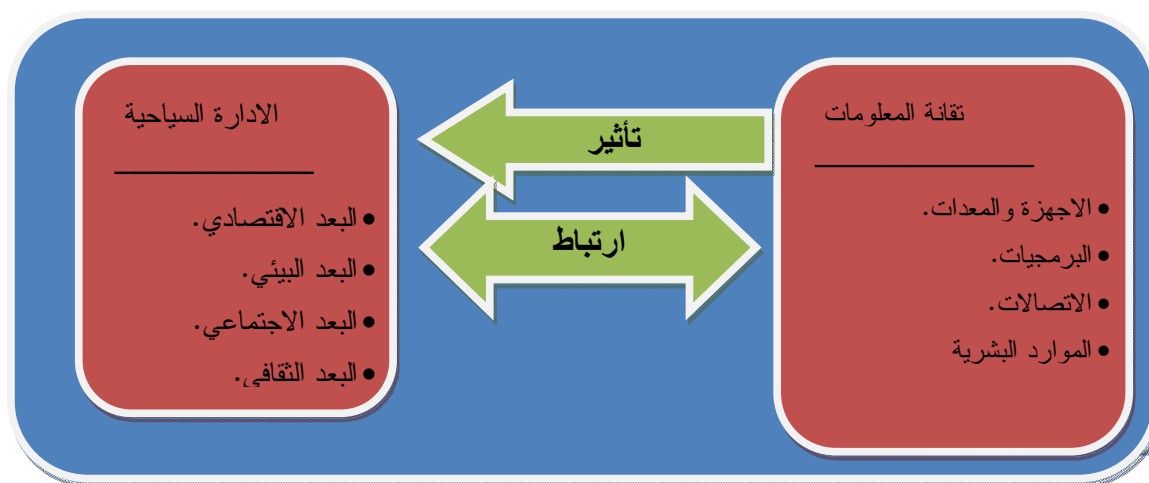 تقانة المعلومات
الاجهزة والمعدات.
البرمجيات.
الاتصالات.
الموارد البشرية
تأثير
ارتباط
الادارة السياحية
البعد الاقتصادي.
البعد البيئي.
البعد الاجتماعي.
البعد الثقافي.